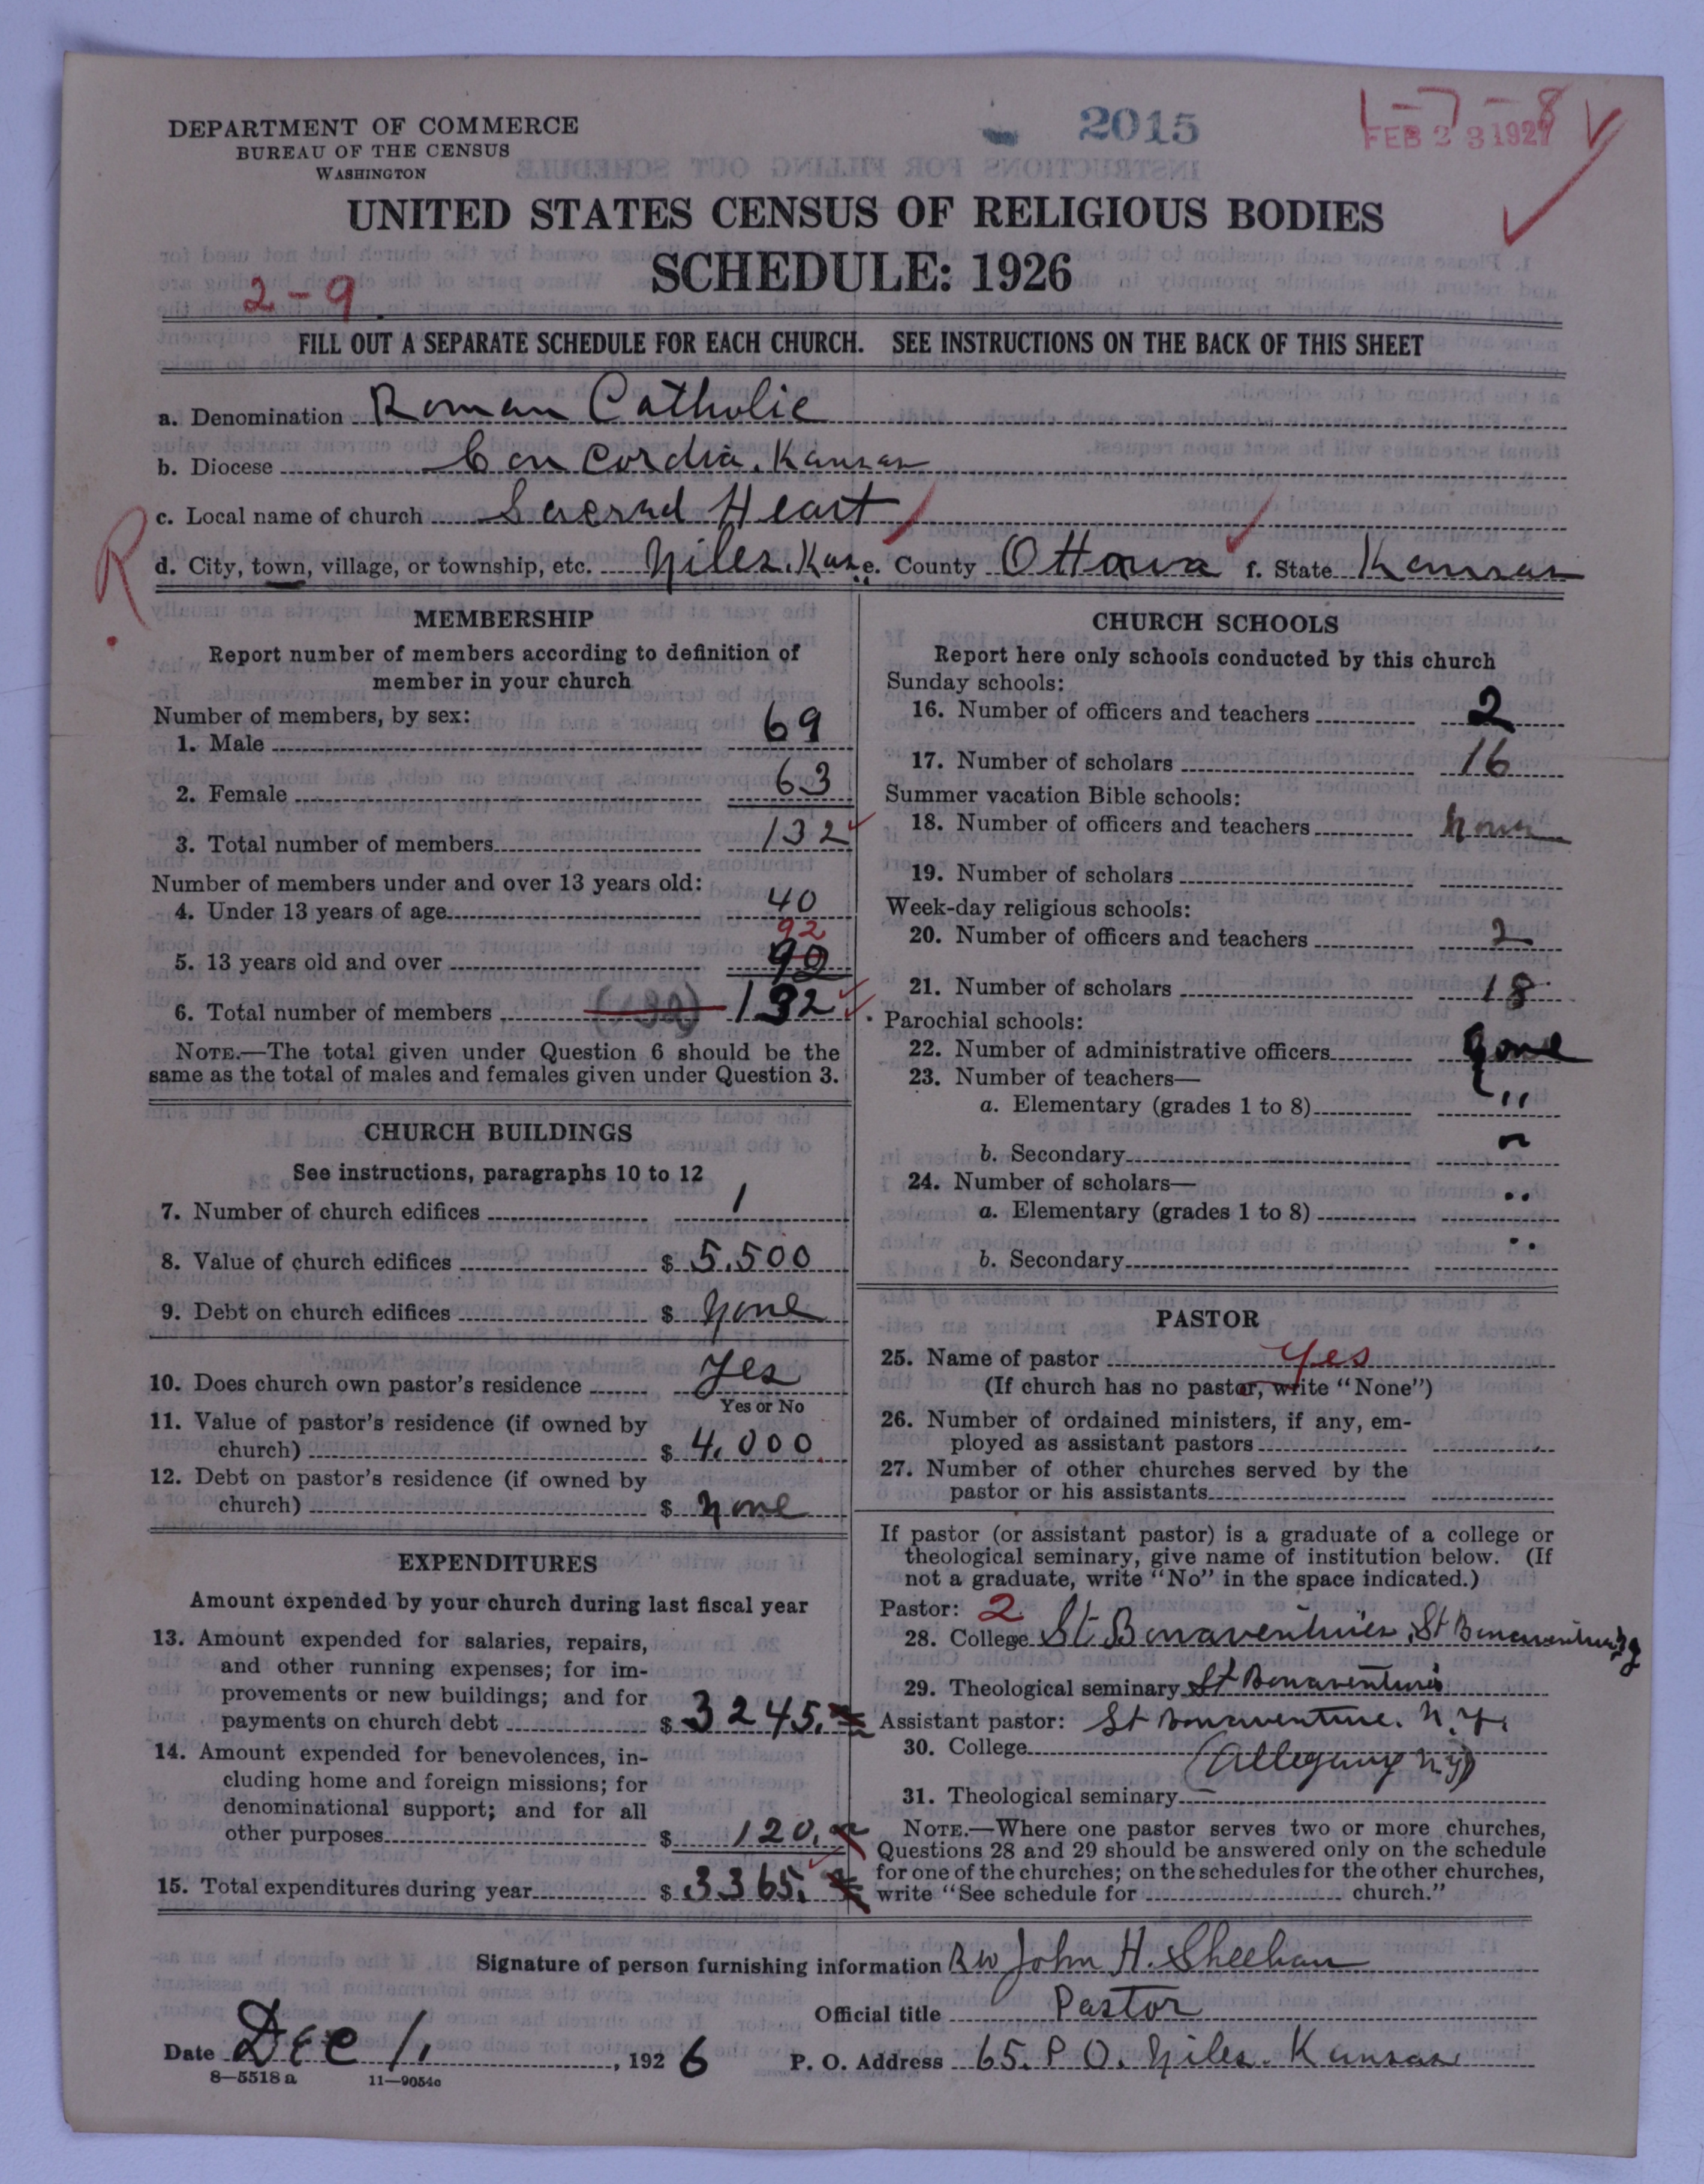 DEPARTMENT OF COMMERCE
BUREAU OF THE CENSUS
WASHINGTON
2015
1-7-8
FEB 23 1927
UNITED STATES CENSUS OF RELIGIOUS BODIES
SCHEDULE: 1926
2-9
FILL OUT A SEPARATE SCHEDULE FOR EACH CHURCH. SEE INSTRUCTIONS ON THE BACK OF THIS SHEET
a. Denomination Roman Catholic
b. Diocese Concordia. Kansas
c. Local name of church Heart
R
d. City, town, village, or township, etc. Niles. Kas. e. County Ottawa f. State Kansas
MEMBERSHIP
Report number of members according to definition of
member in your church
Number of members, by sex:
1. Male 69
2. Female 63
3. Total number of members 132
Number of members under and over 13 years old:
4. Under 13 years of age 40
92
5. 13 years old and over 92
6. Total number of members (132) 132
NOTE.—The total given under Question 6 should be the
same as the total of males and females given under Question 3.
CHURCH BUILDINGS
See instructions, paragraphs 10 to 12
7. Number of church edifices 1
8. Value of church edifices $ 5.500
9. Debt on church edifices $ none
10. Does church own pastor's residence Yes
Yes or No
11. Value of pastor's residence (if owned by
church) $ 4.000
12. Debt on pastor's residence (if owned by
church) $ none
EXPENDITURES
Amount expended by your church during last fiscal year
13. Amount expended for salaries, repairs,
and other running expenses; for im-
provements or new buildings; and for
payments on church debt $ 3245.
14. Amount expended for benevolences, in-
cluding home and foreign missions; for
denominational support; and for all
other purposes $ 120.
15. Total expenditures during year $ 3365.
CHURCH SCHOOLS
Report here only schools conducted by this church
Sunday schools:
16. Number of officers and teachers 2
17. Number of scholars 16
Summer vacation Bible schools:
18. Number of officers and teachers none
19. Number of scholars
Week-day religious schools:
20. Number of officers and teachers 2
21. Number of scholars 18
Parochial schools:
22. Number of administrative officers none
23. Number of teachers—
a. Elementary (grades 1 to 8) "
b. Secondary "
24. Number of scholars—
a. Elementary (grades 1 to 8) "
b. Secondary "
PASTOR
25. Name of pastor Yes
(If church has no pastor, write "None")
26. Number of ordained ministers, if any, em-
ployed as assistant pastors
27. Number of other churches served by the
pastor or his assistants
If pastor (or assistant pastor) is a graduate of a college or
theological seminary, give name of institution below. (If
not a graduate, write "No" in the space indicated.)
Pastor: 2
28. College St. Bonaventure's, St Bonaventure
29. Theological seminary St Bonaventure's
Assistant pastor: St Bonaventure. N.Y.
30. College
(Allegany N.Y)
31. Theological seminary
NOTE.—Where one pastor serves two or more churches,
Questions 28 and 29 should be answered only on the schedule
for one of the churches; on the schedules for the other churches,
write "See schedule for church."
Signature of person furnishing information Rev John H. Sheehan
Official title Pastor
Date Dec 1. , 1926 P. O. Address 65. P O. Niles. Kansas
8—5518 a 11—9054a